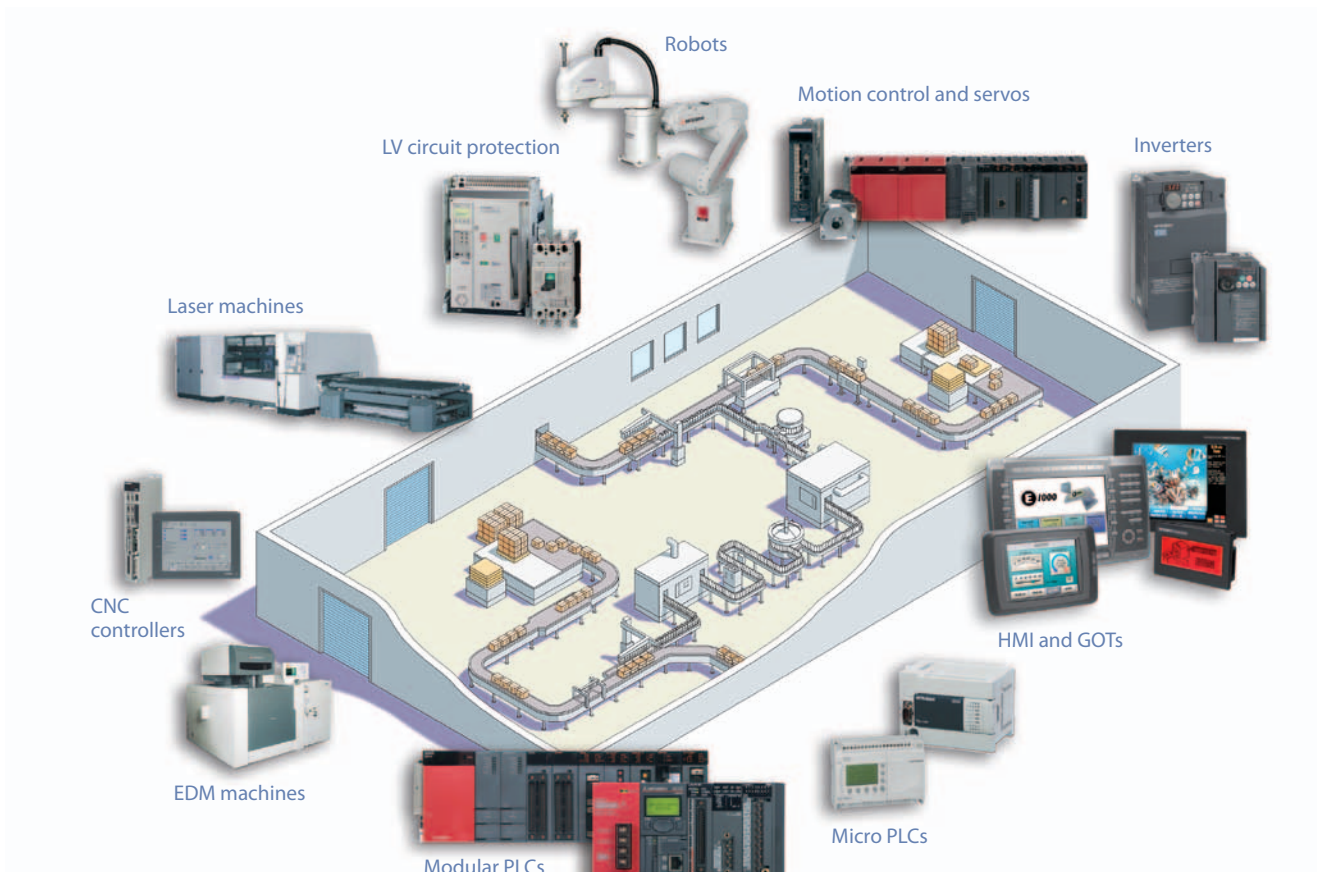 Robots
Motion control and servos
LV circuit protection
Inverters
Laser machines
E 1000
CNC
controllers
HMI and GOTs
EDM machines
Micro PLCs
Modular PLCs